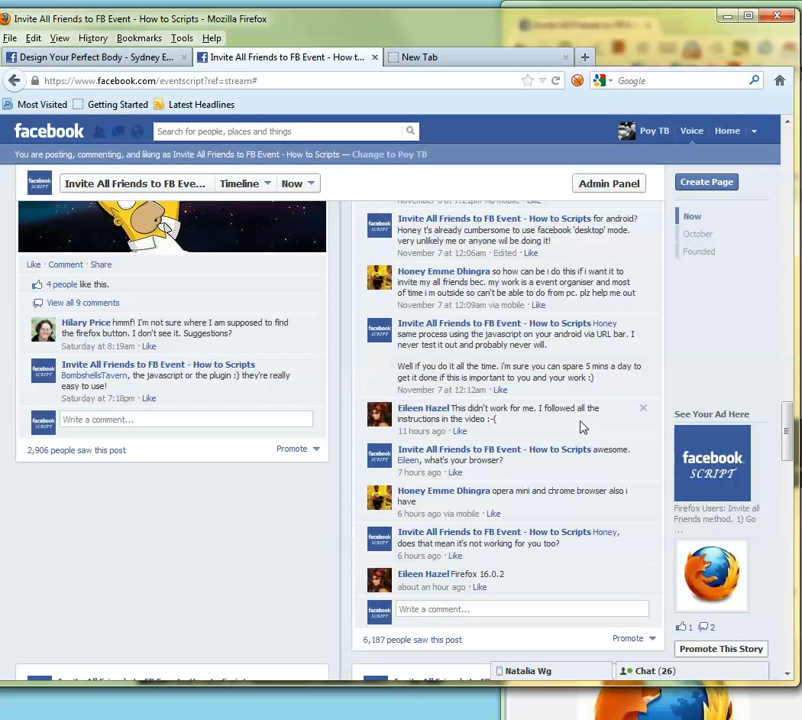 Invite All Friends to FB Event - How to Scripts - Mozilla Firefox
File Edit View History Bookmarks Tools Help
Design Your Perfect Body - Sydney E...
Invite All Friends to FB Event - How t...
New Tab
https://www.facebook.com/eventscript?ref=stream#
Google
Most Visited Getting Started Latest Headlines
facebook
Search for people, places and things
Poy TB Voice Home
You are posting, commenting, and liking as Invite All Friends to FB Event - How to Scripts — Change to Poy TB
Invite All Friends to FB Eve... Timeline Now
Admin Panel
Create Page
Now
October
Founded
Like · Comment · Share
4 people like this.
View all 9 comments
Hilary Price hmmf! I'm not sure where I am supposed to find
the firefox button. I don't see it. Suggestions?
Saturday at 8:19am · Like
Invite All Friends to FB Event - How to Scripts
BombshellsTavern, the javascript or the plugin :) they're really
easy to use!
Saturday at 7:18pm · Like
Write a comment...
2,906 people saw this post
Promote
November 7 at 7:21pm via mobile · Like
Invite All Friends to FB Event - How to Scripts for android?
Honey t's already cumbersome to use facebook 'desktop' mode.
very unlikely me or anyone wil be doing it!
November 7 at 12:06am · Edited · Like
Honey Emme Dhingra so how can be i do this if i want it to
invite my all friends bec. my work is a event organiser and most
of time i m outside so can't be able to do from pc. plz help me out
November 7 at 12:09am via mobile · Like
Invite All Friends to FB Event - How to Scripts Honey
same process using the javascript on your android via URL bar. I
never test it out and probably never will.
Well if you do it all the time. i'm sure you can spare 5 mins a day to
get it done if this is important to you and your work :)
November 7 at 12:12am · Like
Eileen Hazel This didn't work for me. I followed all the
instructions in the video :-(
11 hours ago · Like
Invite All Friends to FB Event - How to Scripts awesome.
Eileen, what's your browser?
7 hours ago · Like
Honey Emme Dhingra opera mini and chrome browser also i
have
6 hours ago via mobile · Like
Invite All Friends to FB Event - How to Scripts Honey,
does that mean it's not working for you too?
6 hours ago · Like
Eileen Hazel Firefox 16.0.2
about an hour ago · Like
Write a comment...
6,187 people saw this post
Promote
See Your Ad Here
facebook
SCRIPT
Firefox Users: Invite all
Friends method. 1) Go
...
1 2
Promote This Story
Natalia Wg
Chat (26)